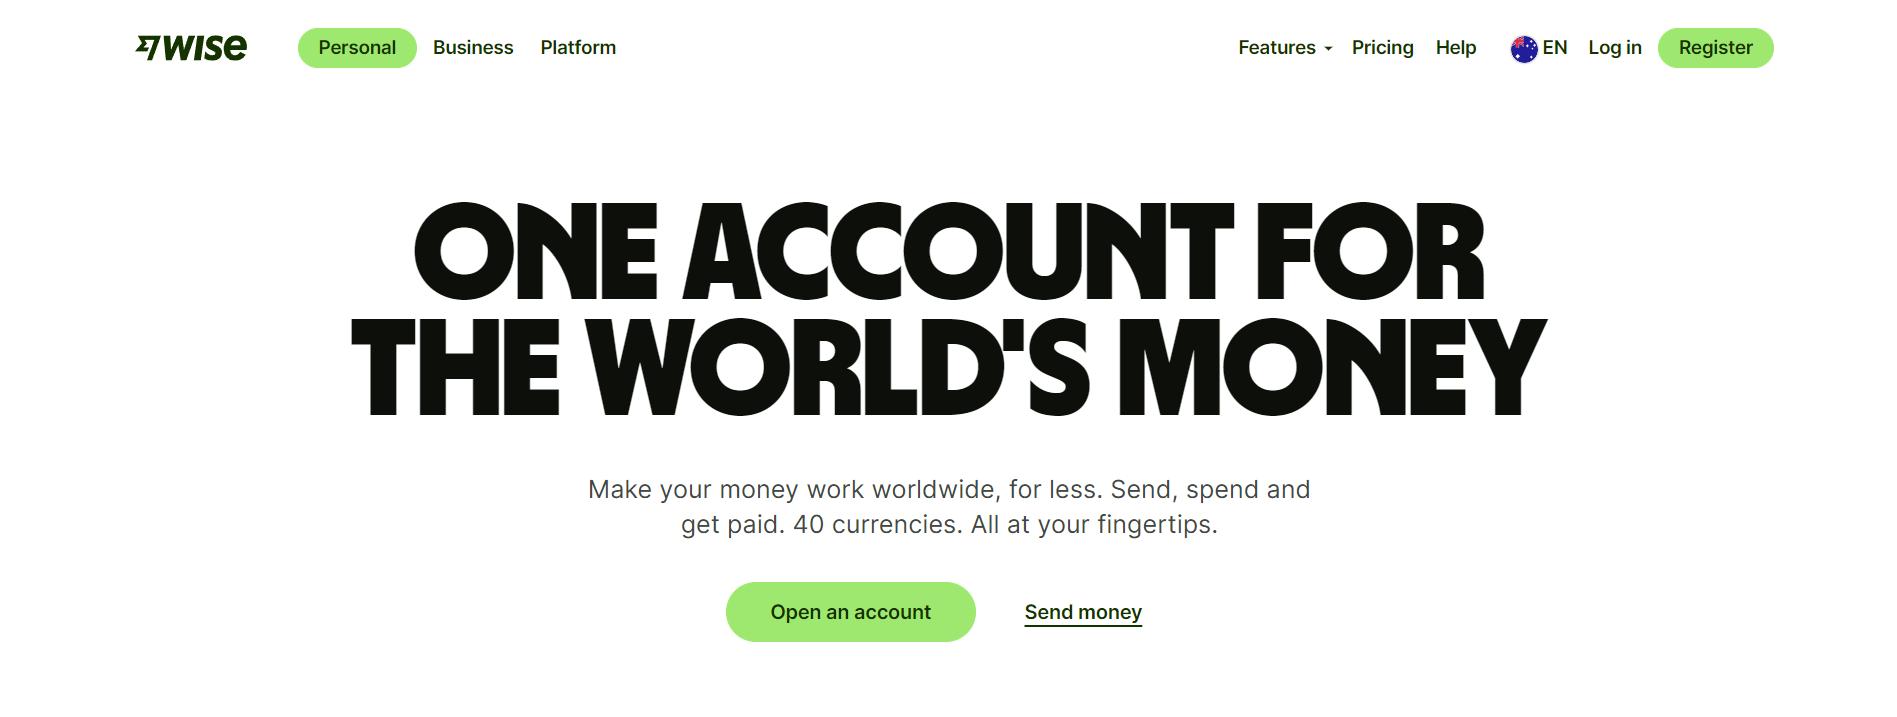 wise
Personal Business Platform
Features Pricing Help EN Log in Register
ONE ACCOUNT FOR
THE WORLD'S MONEY
Make your money work worldwide, for less. Send, spend and
get paid. 40 currencies. All at your fingertips.
Open an account Send money